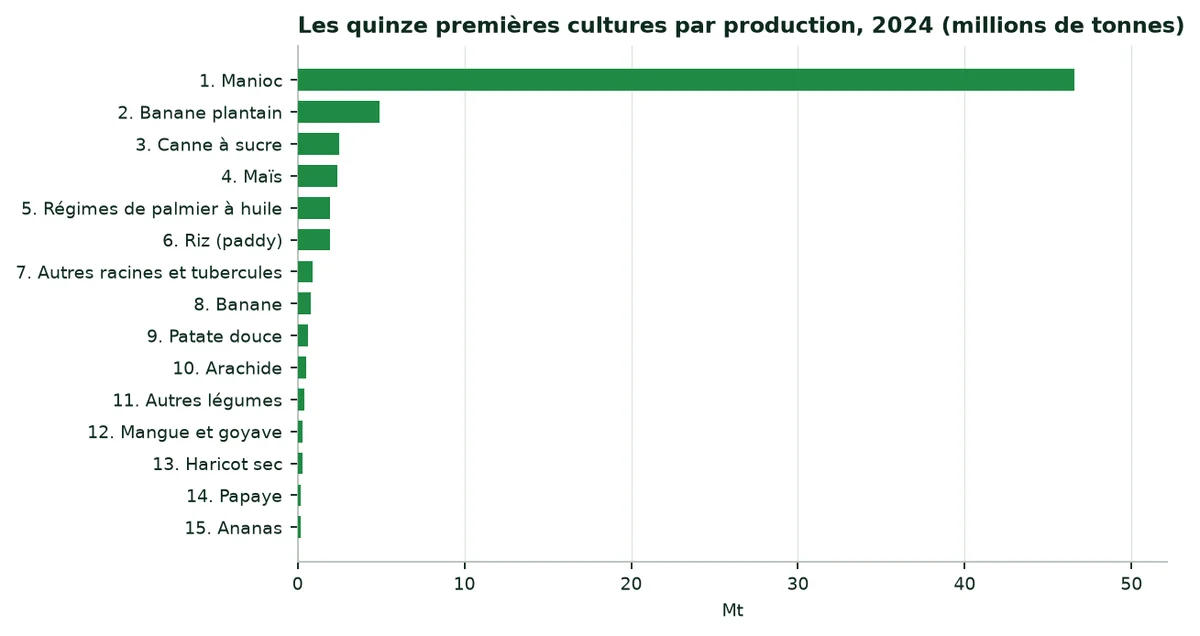 Les quinze premières cultures par production, 2024 (millions de tonnes)
1. Manioc
2. Banane plantain
3. Canne à sucre
4. Maïs
5. Régimes de palmier à huile
6. Riz (paddy)
7. Autres racines et tubercules
8. Banane
9. Patate douce
10. Arachide
11. Autres légumes
12. Mangue et goyave
13. Haricot sec
14. Papaye
15. Ananas
0 10 20 30 40 50
Mt